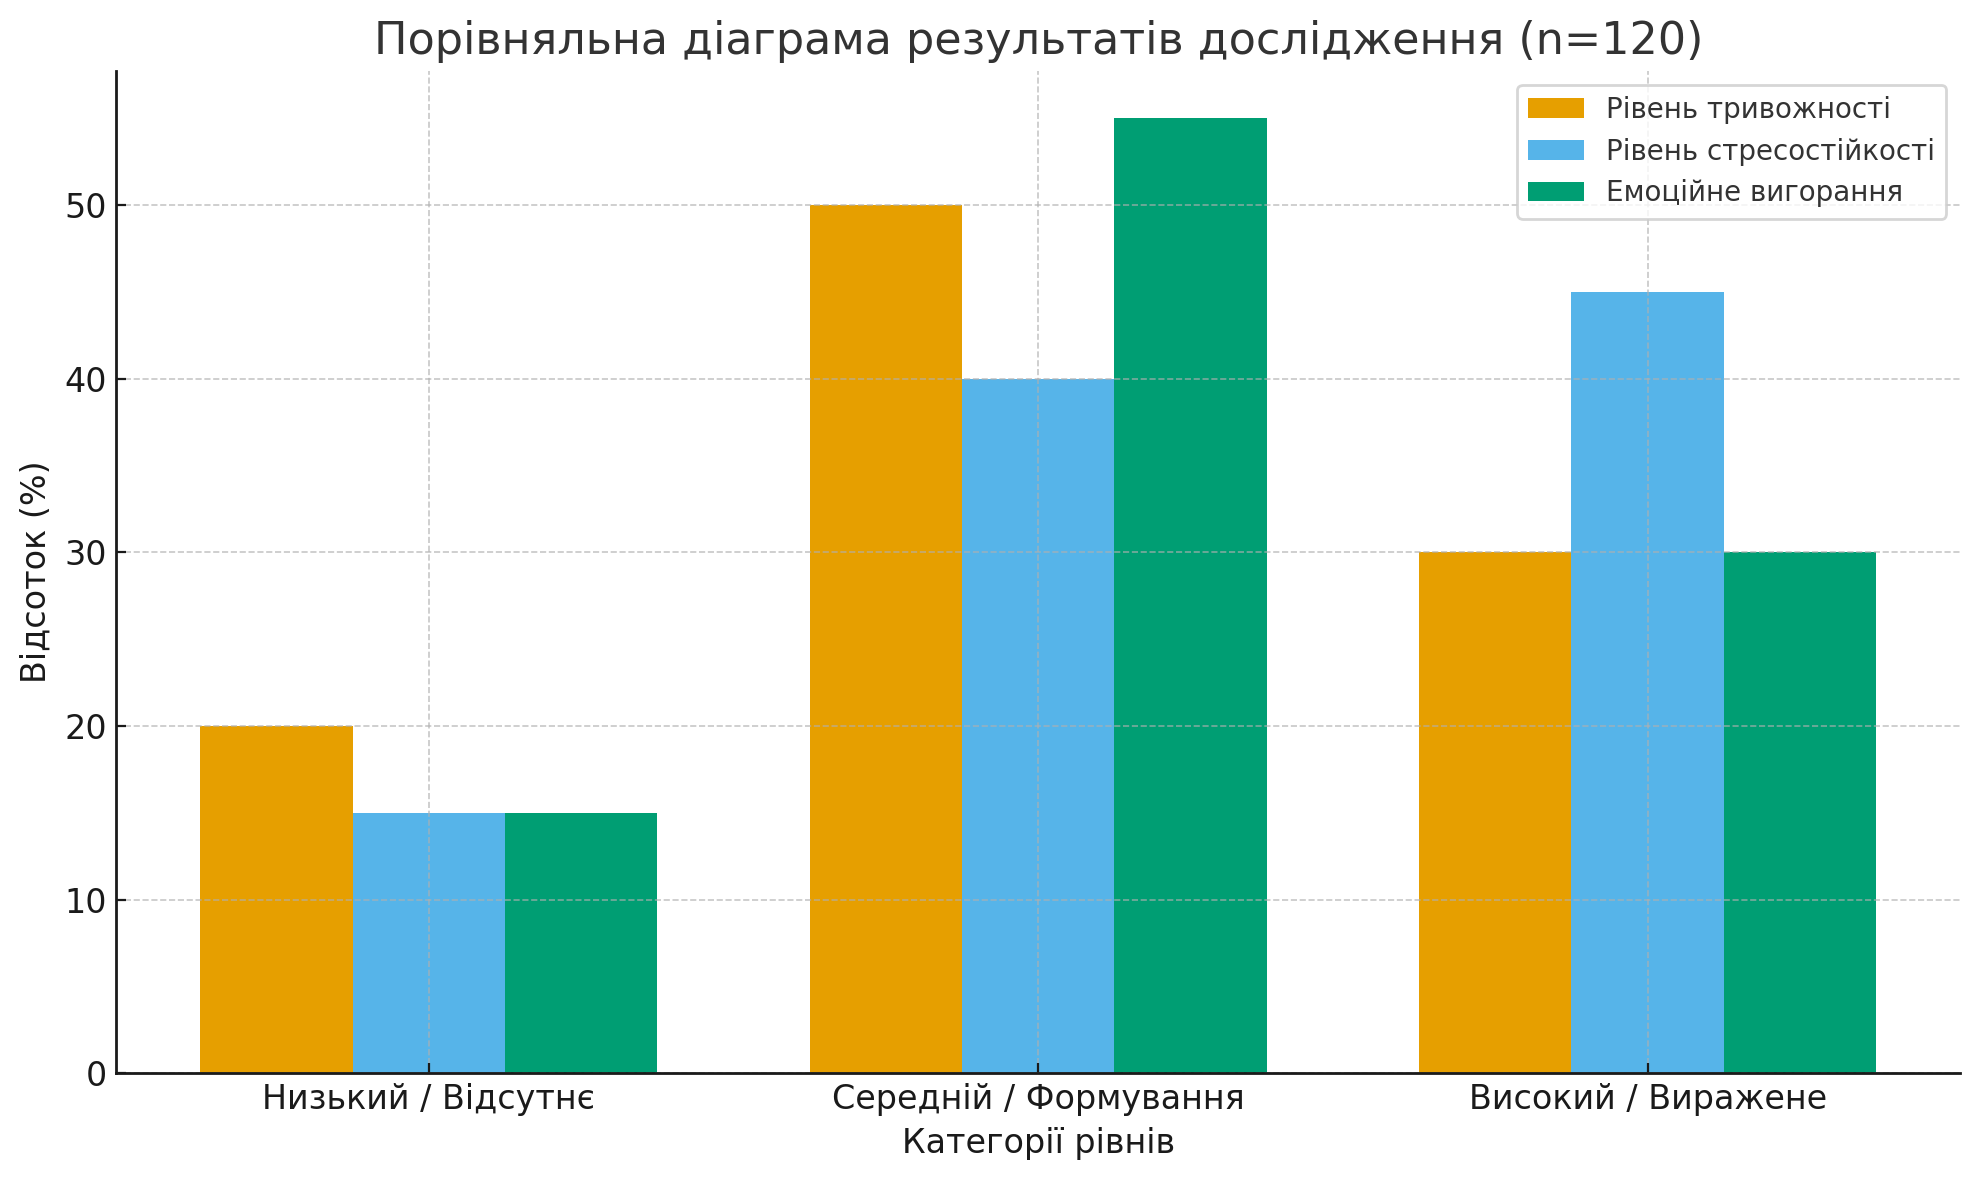 Порівняльна діаграма результатів дослідження (n=120)
Рівень тривожності
Рівень стресостійкості
Емоційне вигорання
Відсоток (%)
50
40
30
20
10
0
Низький / Відсутнє
Середній / Формування
Високий / Виражене
Категорії рівнів